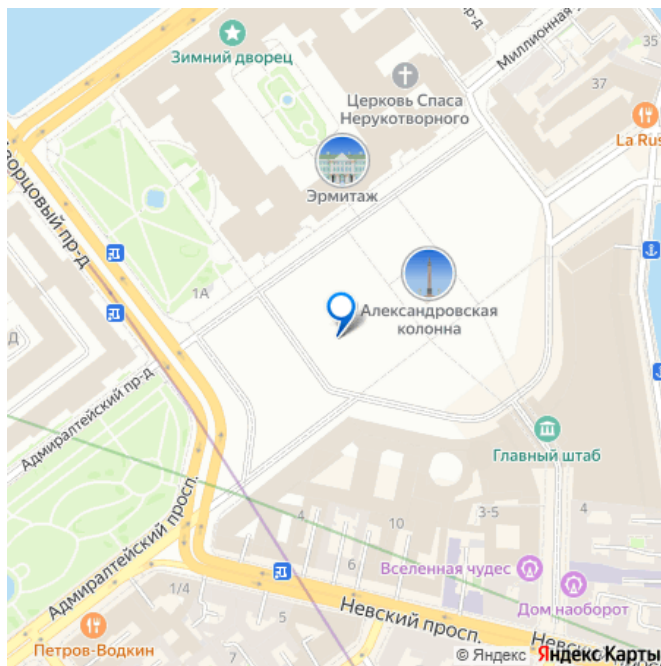 Зимний дворец
Миллионная
37
Церковь Спаса
Нерукотворного
La Rus
Эрмитаж
Дворцовый пр-д
1А
Александровская
колонна
Адмиралтейский пр-д
Главный штаб
4
10
3-5
4
Адмиралтейский просп.
6
Вселенная чудес
1/4
5
Дом наоборот
Невский просп.
Петров-Водкин
© Яндекс Яндекс Карты